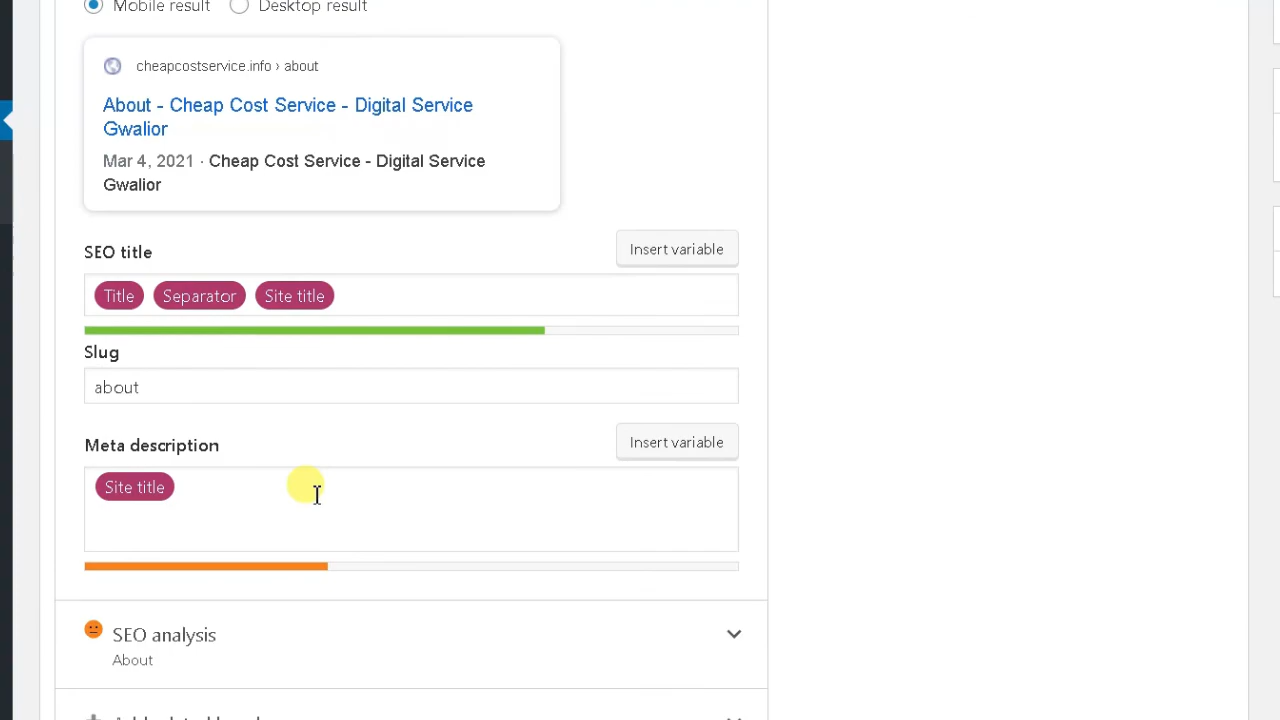 Mobile result Desktop result
cheapcostservice.info › about
About - Cheap Cost Service - Digital Service
Gwalior
Mar 4, 2021 · Cheap Cost Service - Digital Service
Gwalior
SEO title Insert variable
Title Separator Site title
Slug
about
Meta description Insert variable
Site title
SEO analysis
About